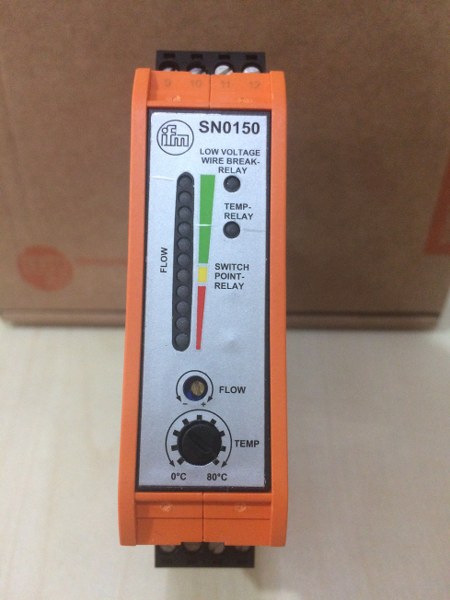 9 10 11 12
ifm
SN0150
LOW VOLTAGE
WIRE BREAK-
RELAY
TEMP-
RELAY
FLOW
SWITCH
POINT-
RELAY
FLOW
- +
TEMP
0°C 80°C